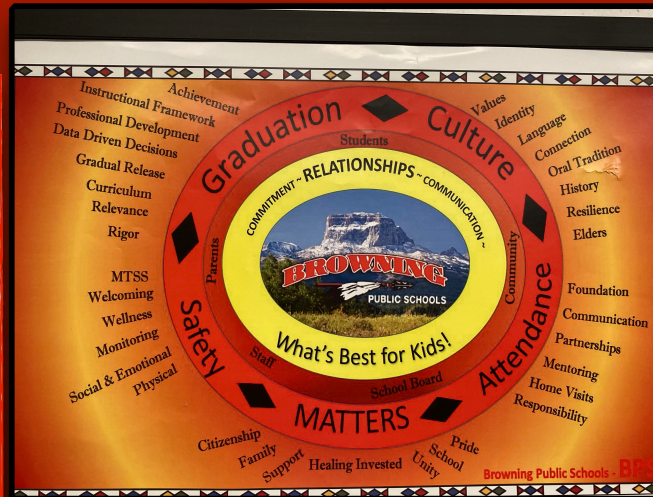 Achievement
Instructional Framework
Professional Development
Data Driven Decisions
Gradual Release
Curriculum
Relevance
Rigor
MTSS
Welcoming
Wellness
Monitoring
Social & Emotional
Physical
Graduation
Culture
Attendance
MATTERS
Safety
Students
Community
School Board
Staff
Parents
COMMITMENT ~ RELATIONSHIPS ~ COMMUNICATION ~
BROWNING
PUBLIC SCHOOLS
What's Best for Kids!
Values
Identity
Language
Connection
Oral Tradition
History
Resilience
Elders
Foundation
Communication
Partnerships
Mentoring
Home Visits
Responsibility
Citizenship
Family
Support
Healing Invested
Unity
School
Pride
Browning Public Schools -